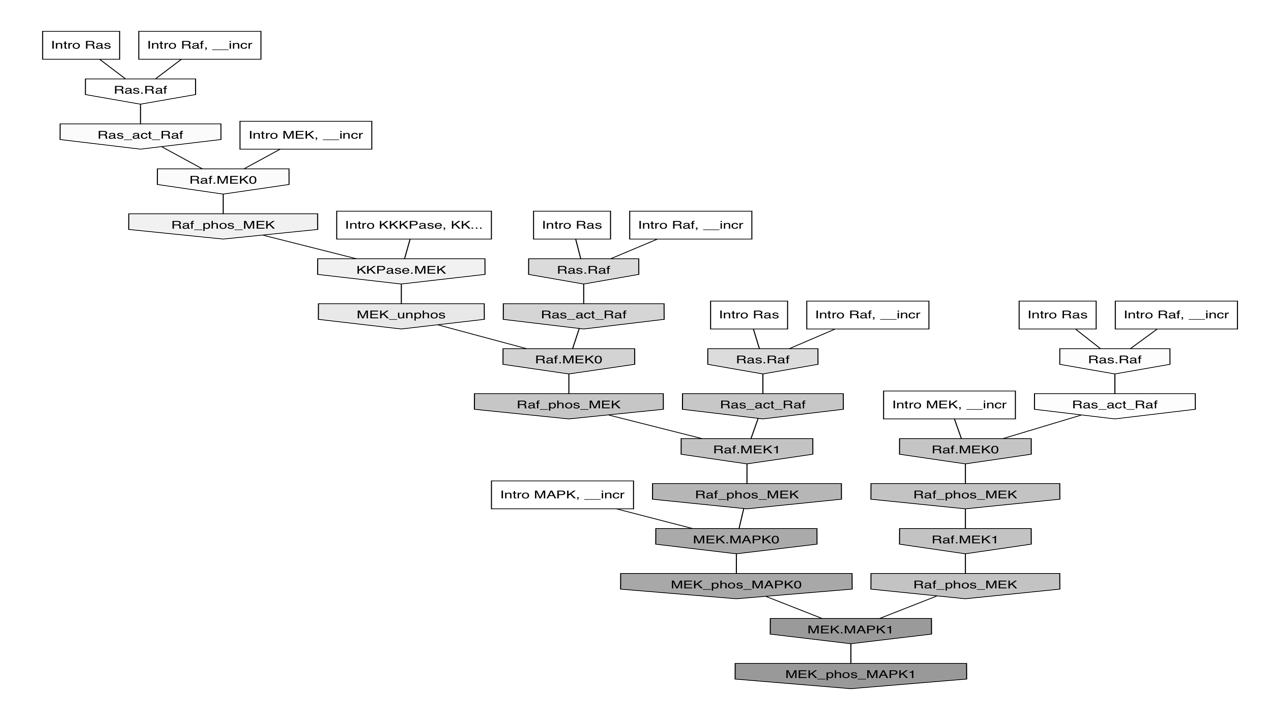 Intro Ras
Intro Raf, __incr
Ras.Raf
Ras_act_Raf
Intro MEK, __incr
Raf.MEK0
Raf_phos_MEK
Intro KKKPase, KK...
Intro Ras
Intro Raf, __incr
KKPase.MEK
Ras.Raf
MEK_unphos
Ras_act_Raf
Intro Ras
Intro Raf, __incr
Intro Ras
Intro Raf, __incr
Raf.MEK0
Ras.Raf
Ras.Raf
Raf_phos_MEK
Ras_act_Raf
Intro MEK, __incr
Ras_act_Raf
Raf.MEK1
Raf.MEK0
Intro MAPK, __incr
Raf_phos_MEK
Raf_phos_MEK
MEK.MAPK0
Raf.MEK1
MEK_phos_MAPK0
Raf_phos_MEK
MEK.MAPK1
MEK_phos_MAPK1